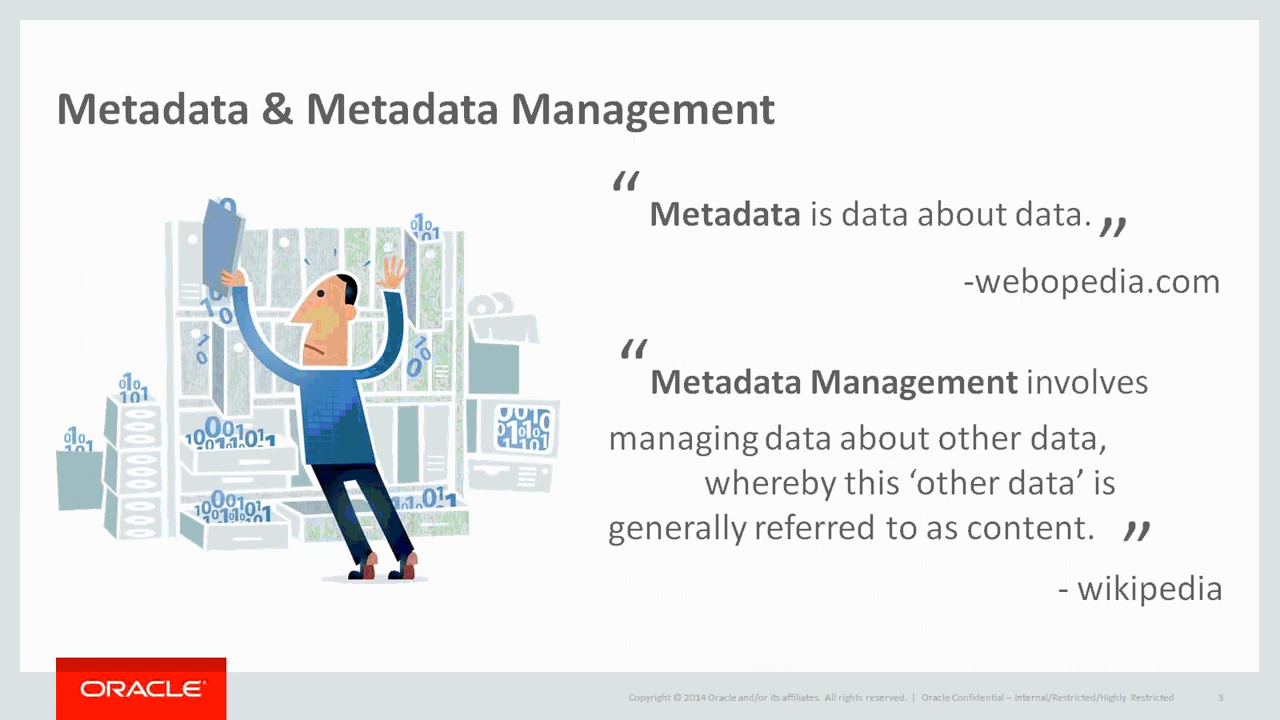 Metadata & Metadata Management
“ Metadata is data about data. ”
-webopedia.com
“ Metadata Management involves
managing data about other data,
whereby this ‘other data’ is
generally referred to as content. ”
- wikipedia
ORACLE®
Copyright © 2014 Oracle and/or its affiliates. All rights reserved. | Oracle Confidential – Internal/Restricted/Highly Restricted 3